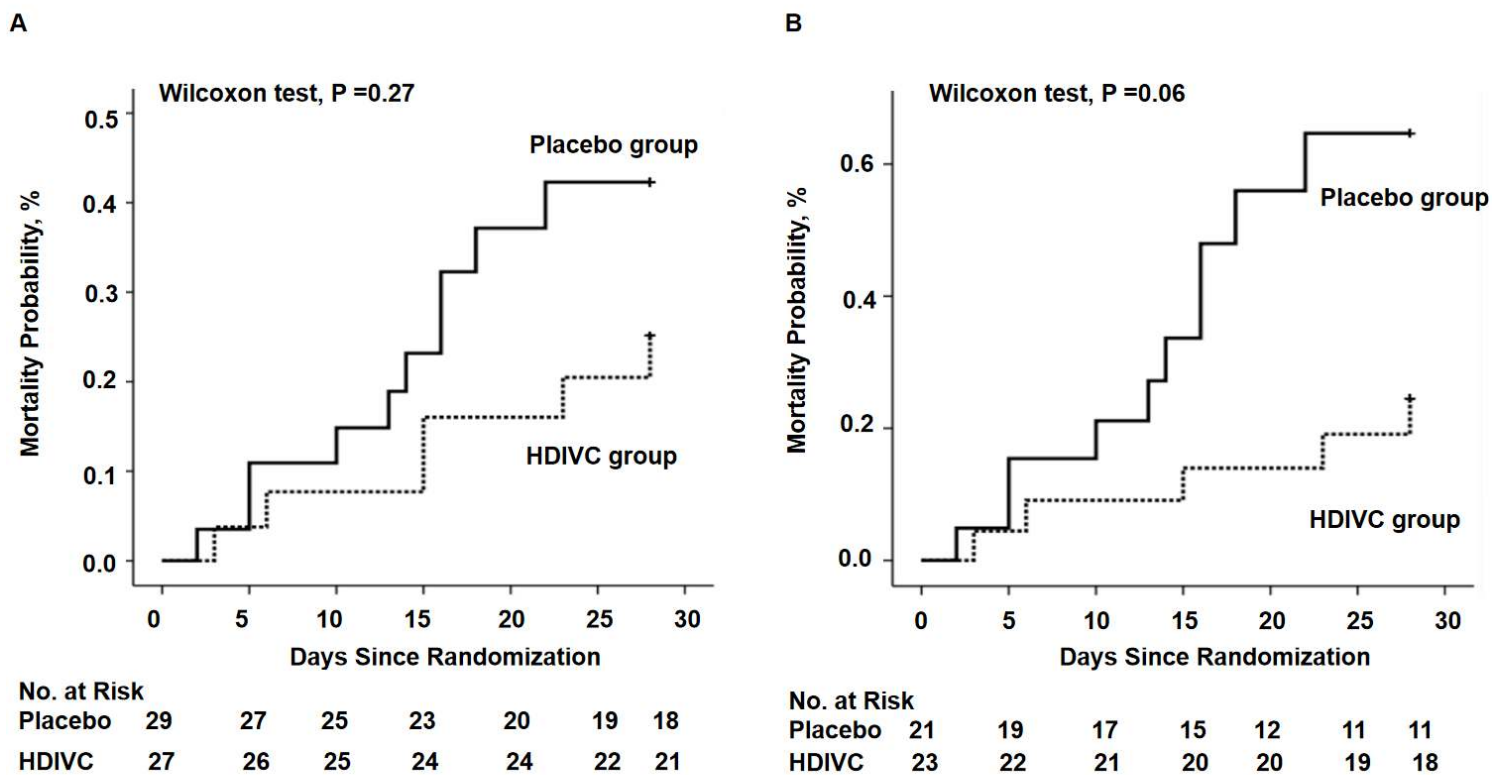 A
Wilcoxon test, P =0.27
Placebo group
HDIVC group
Mortality Probability, %
0.5
0.4
0.3
0.2
0.1
0.0
0 5 10 15 20 25 30
Days Since Randomization
No. at Risk
Placebo 29 27 25 23 20 19 18
HDIVC 27 26 25 24 24 22 21
B
Wilcoxon test, P =0.06
Placebo group
HDIVC group
Mortality Probability, %
0.6
0.4
0.2
0.0
0 5 10 15 20 25 30
Days Since Randomization
No. at Risk
Placebo 21 19 17 15 12 11 11
HDIVC 23 22 21 20 20 19 18